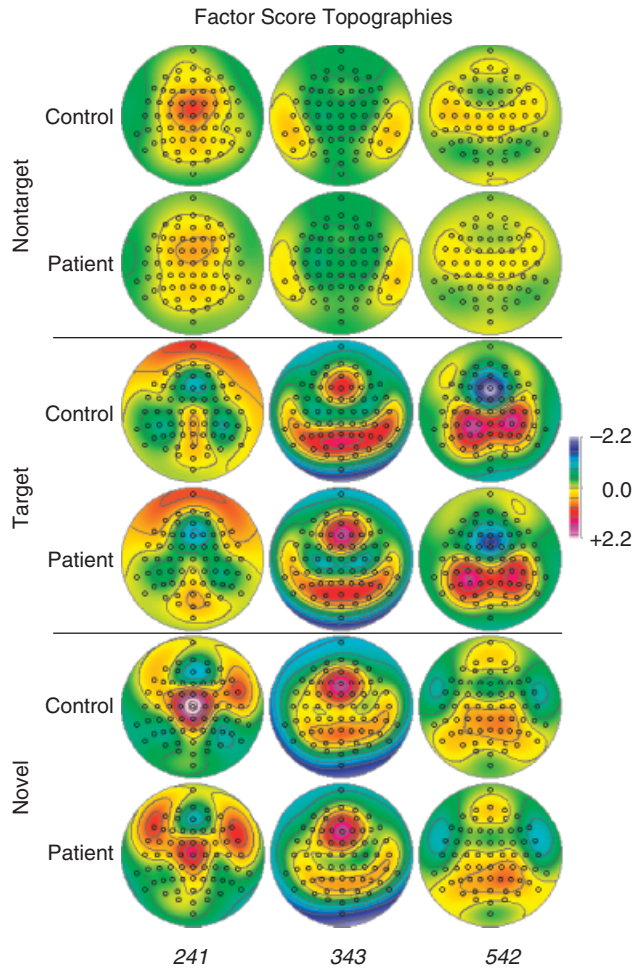 Factor Score Topographies
Nontarget
Control
Patient
Target
Control
Patient
–2.2
0.0
+2.2
Novel
Control
Patient
241 343 542